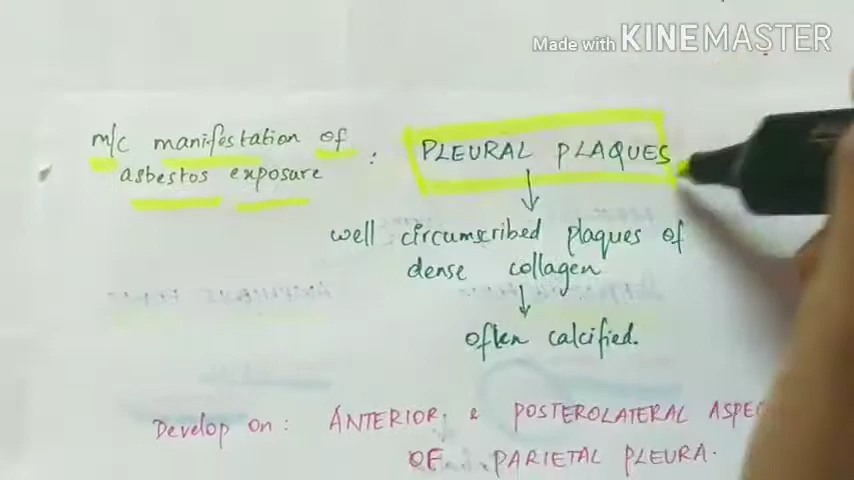 Made with KINEMASTER
m/c manifestation of
asbestos exposure : PLEURAL PLAQUES
well circumscribed plaques of
dense collagen
often calcified.
Develop on: ANTERIOR & POSTEROLATERAL
OF PARIETAL PLEURA.